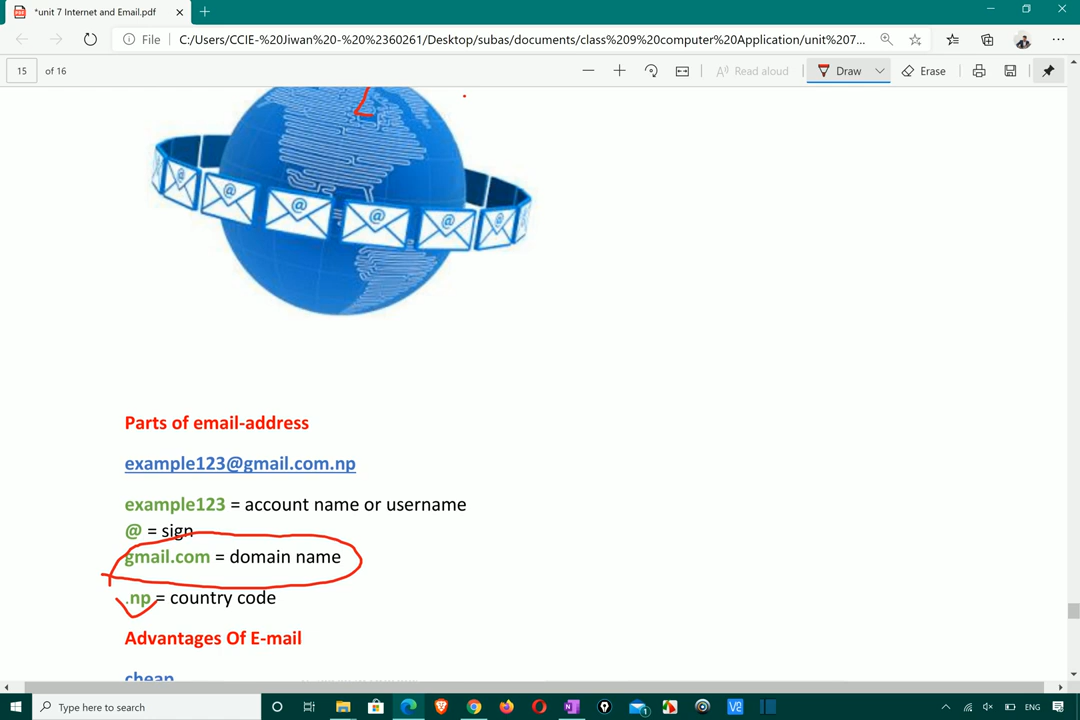 *unit 7 Internet and Email.pdf
File
C:/Users/CCIE-%20Jiwan%20-%20%2360261/Desktop/subas/documents/class%209%20computer%20Application/unit%207...
15 of 16
Read aloud
Draw
Erase
@ @ @ @ @ @
Parts of email-address
example123@gmail.com.np
example123 = account name or username
@ = sign
gmail.com = domain name
.np = country code
Advantages Of E-mail
cheap
Type here to search
1
V2
ENG